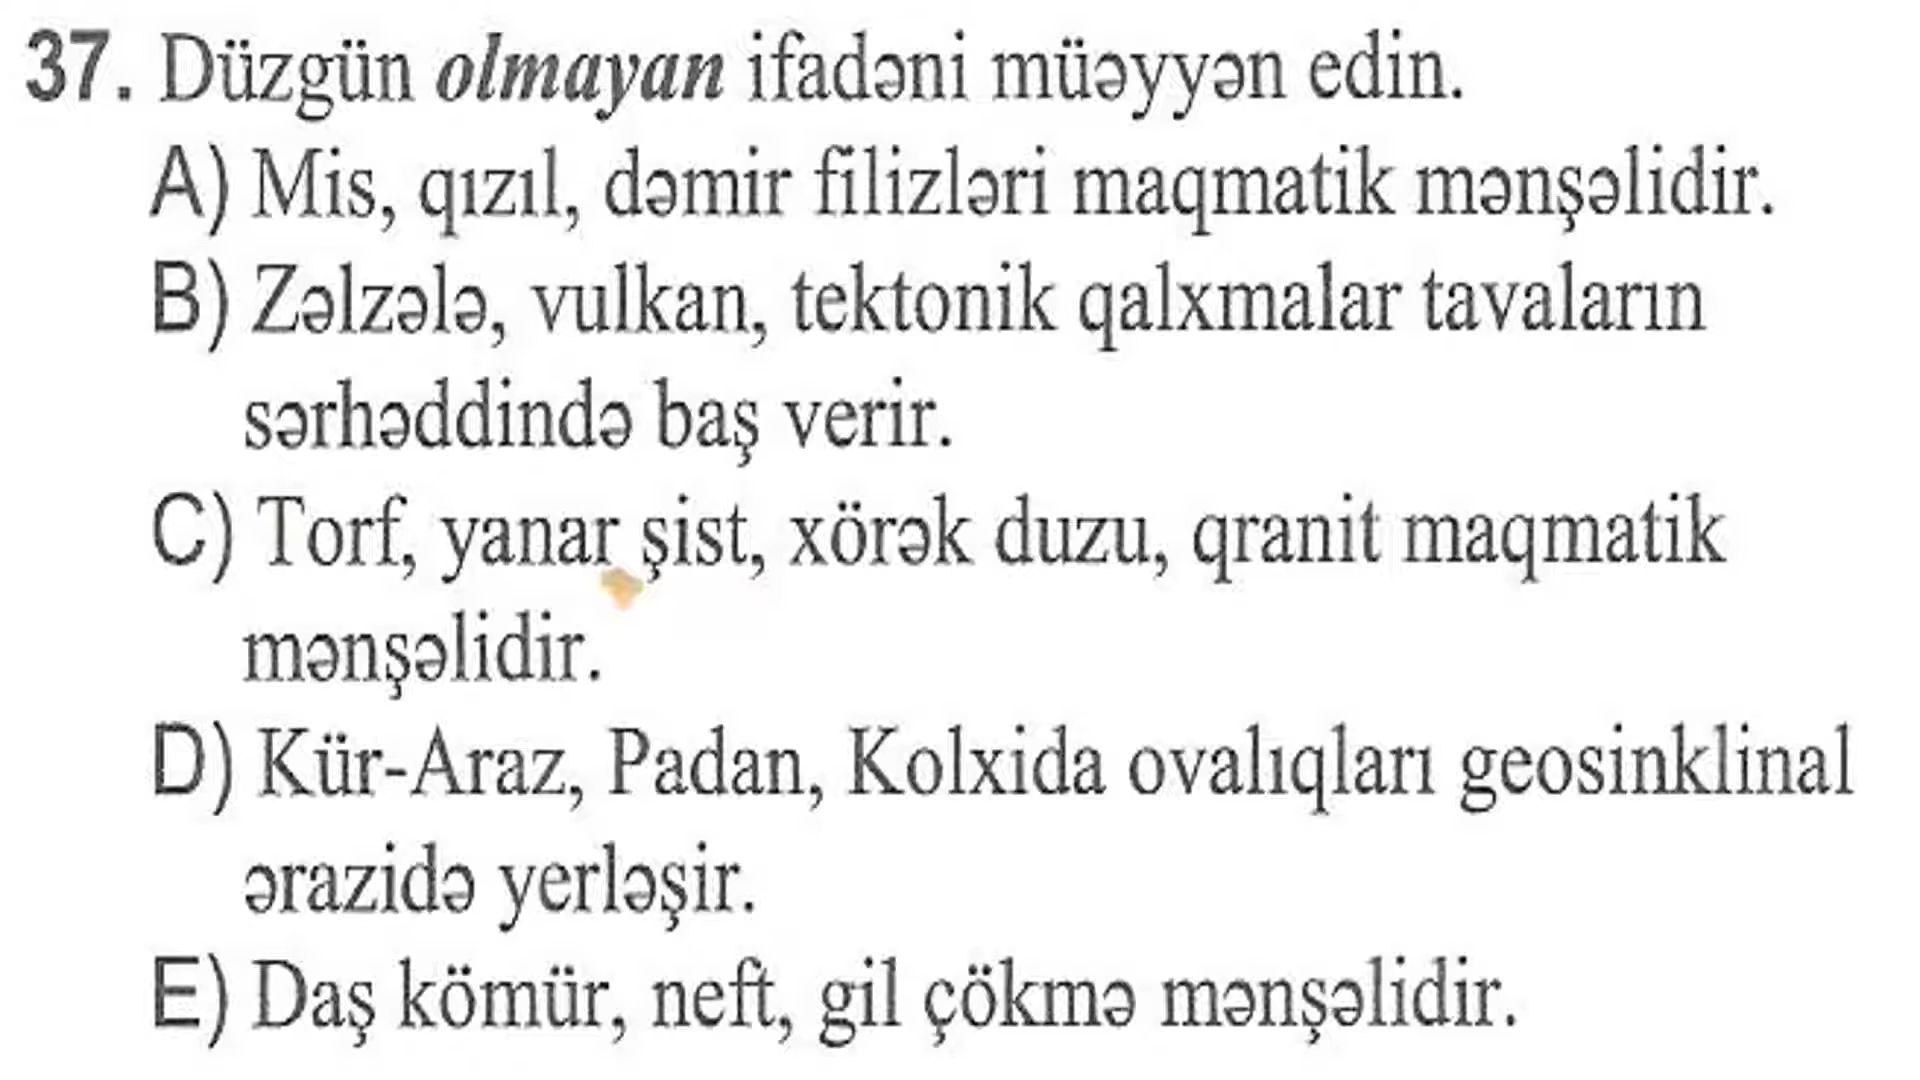 37. Düzgün olmayan ifadəni müəyyən edin.
A) Mis, qızıl, dəmir filizləri maqmatik mənşəlidir.
B) Zəlzələ, vulkan, tektonik qalxmalar tavaların
sərhəddində baş verir.
C) Torf, yanar şist, xörək duzu, qranit maqmatik
mənşəlidir.
D) Kür-Araz, Padan, Kolxida ovalıqları geosinklinal
ərazidə yerləşir.
E) Daş kömür, neft, gil çökmə mənşəlidir.